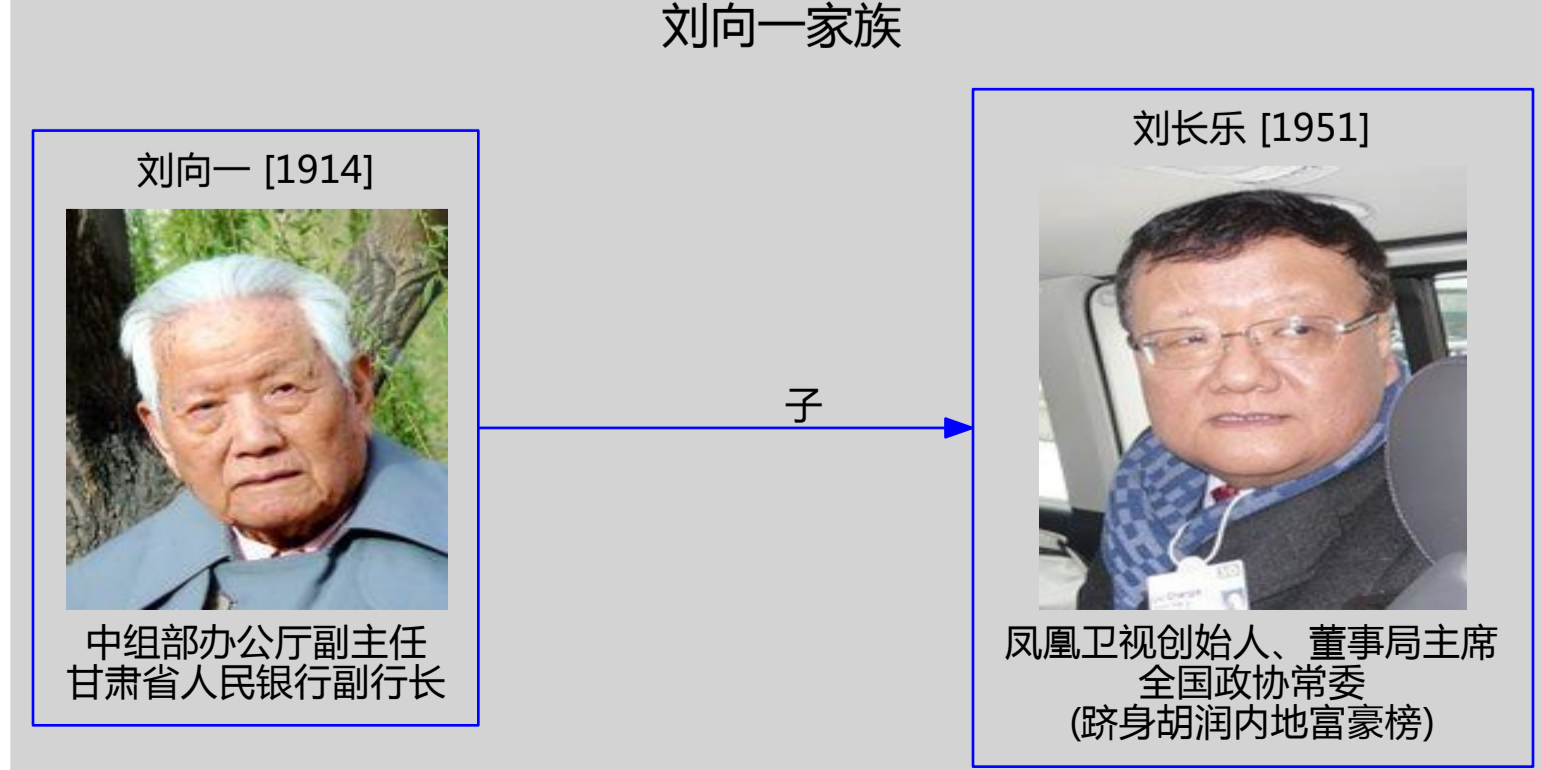 刘向一家族
刘向一 [1914]
中组部办公厅副主任
甘肃省人民银行副行长
子
刘长乐 [1951]
凤凰卫视创始人、董事局主席
全国政协常委
(跻身胡润内地富豪榜)